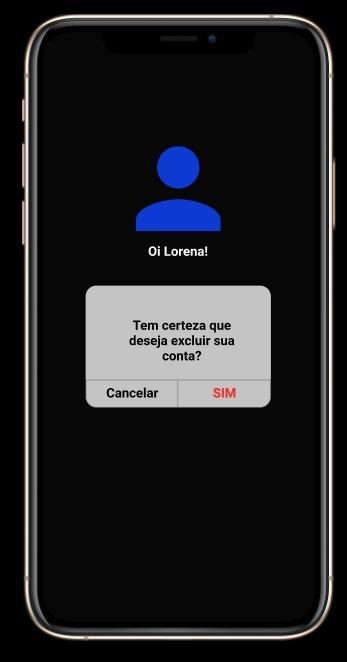 Oi Lorena!
Tem certeza que
deseja excluir sua
conta?
Cancelar
SIM